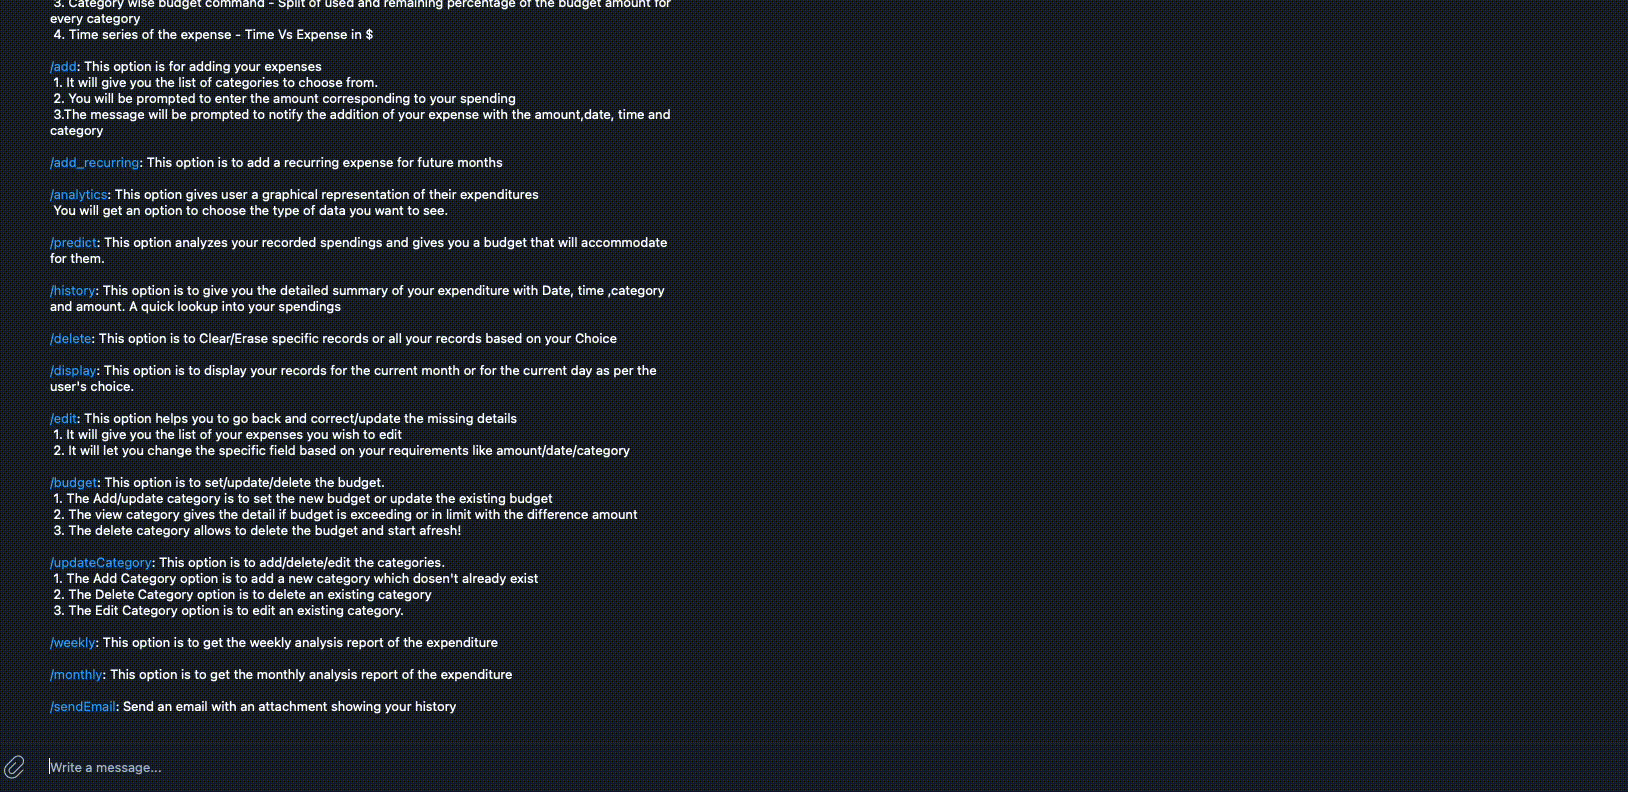 3. Category wise budget command - Split of used and remaining percentage of the budget amount for
every category
4. Time series of the expense - Time Vs Expense in $
/add: This option is for adding your expenses
1. It will give you the list of categories to choose from.
2. You will be prompted to enter the amount corresponding to your spending
3.The message will be prompted to notify the addition of your expense with the amount,date, time and
category
/add_recurring: This option is to add a recurring expense for future months
/analytics: This option gives user a graphical representation of their expenditures
You will get an option to choose the type of data you want to see.
/predict: This option analyzes your recorded spendings and gives you a budget that will accommodate
for them.
/history: This option is to give you the detailed summary of your expenditure with Date, time ,category
and amount. A quick lookup into your spendings
/delete: This option is to Clear/Erase specific records or all your records based on your Choice
/display: This option is to display your records for the current month or for the current day as per the
user's choice.
/edit: This option helps you to go back and correct/update the missing details
1. It will give you the list of your expenses you wish to edit
2. It will let you change the specific field based on your requirements like amount/date/category
/budget: This option is to set/update/delete the budget.
1. The Add/update category is to set the new budget or update the existing budget
2. The view category gives the detail if budget is exceeding or in limit with the difference amount
3. The delete category allows to delete the budget and start afresh!
/updateCategory: This option is to add/delete/edit the categories.
1. The Add Category option is to add a new category which dosen't already exist
2. The Delete Category option is to delete an existing category
3. The Edit Category option is to edit an existing category.
/weekly: This option is to get the weekly analysis report of the expenditure
/monthly: This option is to get the monthly analysis report of the expenditure
/sendEmail: Send an email with an attachment showing your history
Write a message...